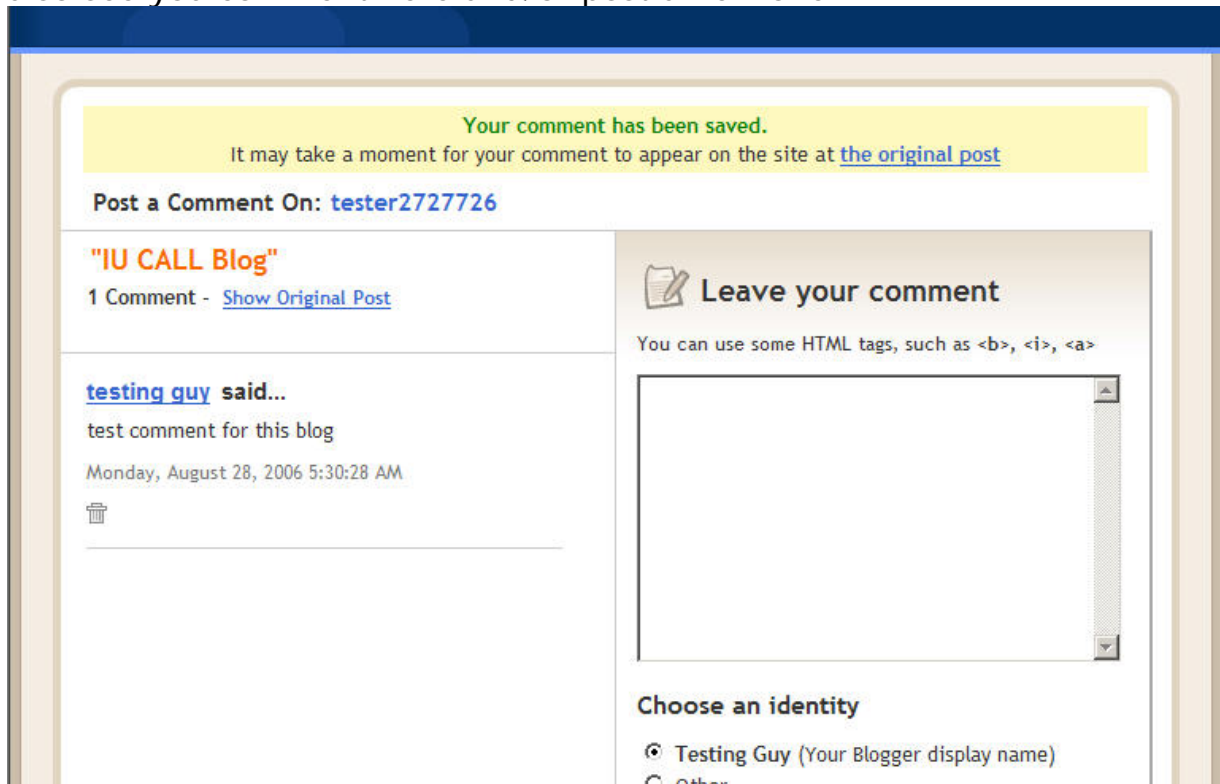 Your comment has been saved.
It may take a moment for your comment to appear on the site at the original post
Post a Comment On: tester2727726
"IU CALL Blog"
1 Comment - Show Original Post
testing guy said...
test comment for this blog
Monday, August 28, 2006 5:30:28 AM
Leave your comment
You can use some HTML tags, such as <b>, <i>, <a>
Choose an identity
Testing Guy (Your Blogger display name)
Other